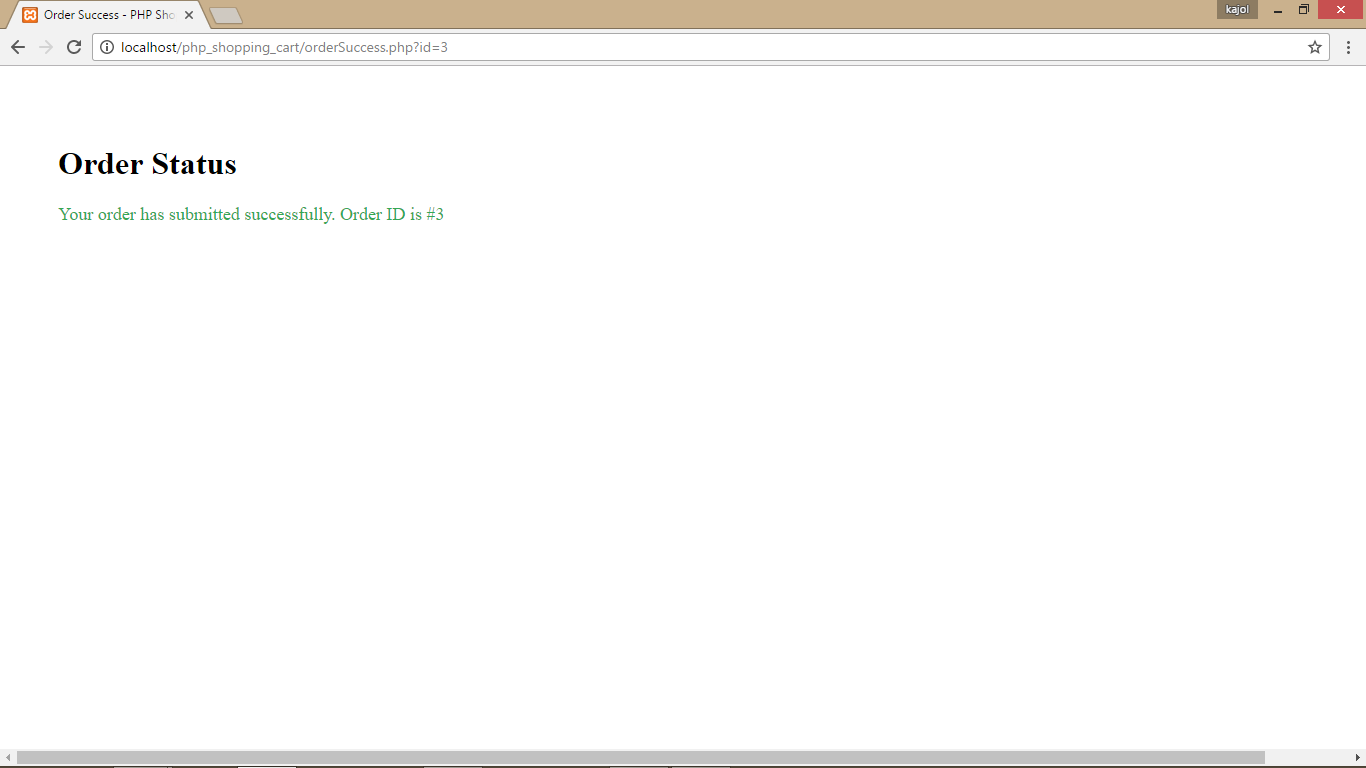 Order Success - PHP Sho
kajol
localhost/php_shopping_cart/orderSuccess.php?id=3
Order Status
Your order has submitted successfully. Order ID is #3